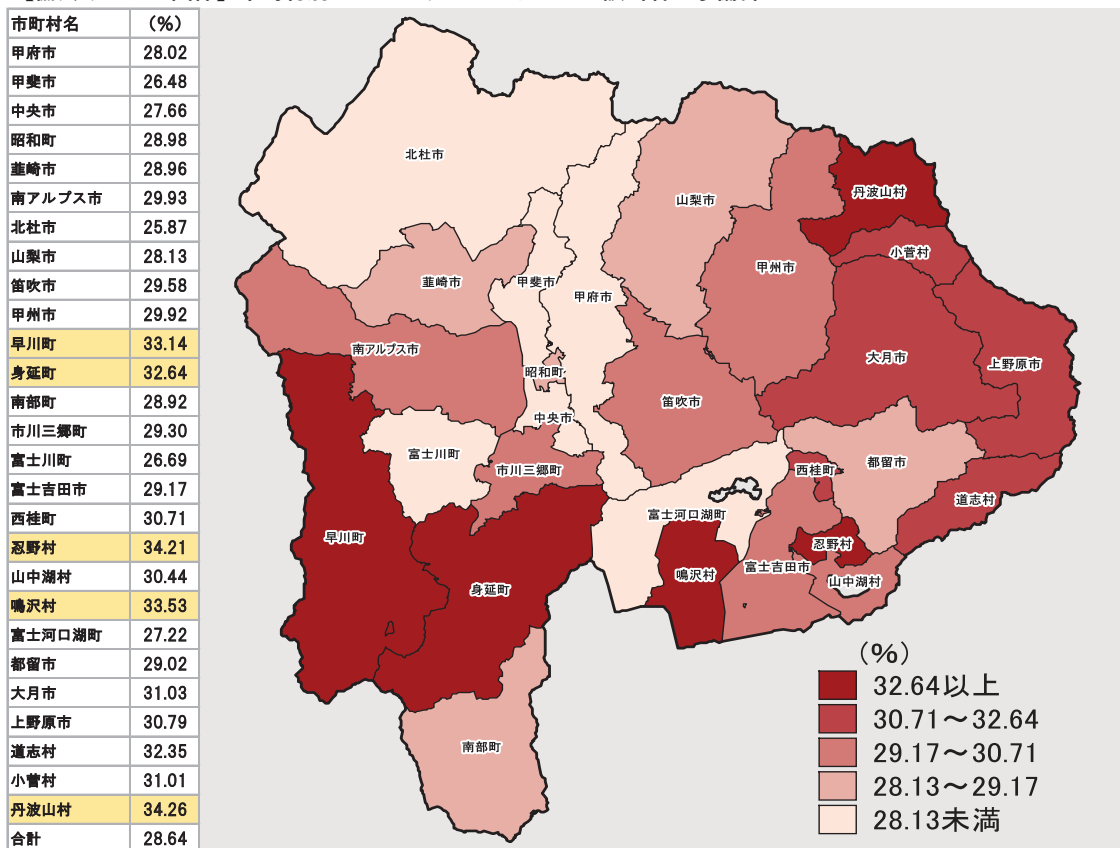 市町村名 (%)
甲府市 28.02
甲斐市 26.48
中央市 27.66
昭和町 28.98
韮崎市 28.96
南アルプス市 29.93
北杜市 25.87
山梨市 28.13
笛吹市 29.58
甲州市 29.92
早川町 33.14
身延町 32.64
南部町 28.92
市川三郷町 29.30
富士川町 26.69
富士吉田市 29.17
西桂町 30.71
忍野村 34.21
山中湖村 30.44
鳴沢村 33.53
富士河口湖町 27.22
都留市 29.02
大月市 31.03
上野原市 30.79
道志村 32.35
小菅村 31.01
丹波山村 34.26
合計 28.64
北杜市
丹波山村
山梨市
小菅村
甲州市
韮崎市
甲斐市
甲府市
南アルプス市
大月市
上野原市
昭和町
笛吹市
中央市
富士川町
市川三郷町
西桂町
都留市
道志村
富士河口湖町
早川町
忍野村
鳴沢村
富士吉田市
山中湖村
身延町
南部町
(%)
32.64以上
30.71～32.64
29.17～30.71
28.13～29.17
28.13未満